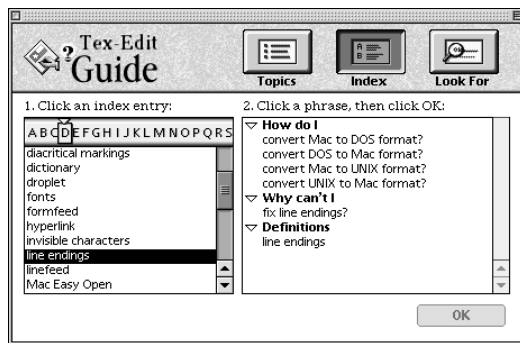 Tex-Edit
Guide
Topics
Index
Look For
1. Click an index entry:
2. Click a phrase, then click OK:
A B C D E F G H I J K L M N O P Q R S
diacritical markings
dictionary
droplet
fonts
formfeed
hyperlink
invisible characters
line endings
linefeed
Mac Easy Open
How do I
convert Mac to DOS format?
convert DOS to Mac format?
convert Mac to UNIX format?
convert UNIX to Mac format?
Why can't I
fix line endings?
Definitions
line endings
OK